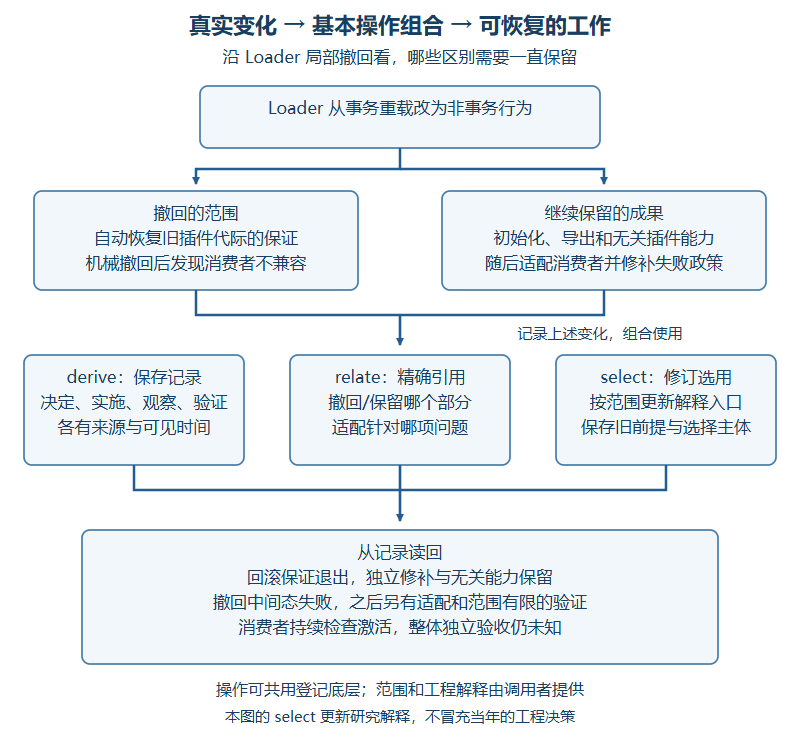 真实变化 → 基本操作组合 → 可恢复的工作
沿 Loader 局部撤回看，哪些区别需要一直保留
Loader 从事务重载改为非事务行为
撤回的范围
自动恢复旧插件代际的保证
机械撤回后发现消费者不兼容
继续保留的成果
初始化、导出和无关插件能力
随后适配消费者并修补失败政策
记录上述变化，组合使用
derive：保存记录
决定、实施、观察、验证
各有来源与可见时间
relate：精确引用
撤回/保留哪个部分
适配针对哪项问题
select：修订选用
按范围更新解释入口
保存旧前提与选择主体
从记录读回
回滚保证退出，独立修补与无关能力保留
撤回中间态失败，之后另有适配和范围有限的验证
消费者持续检查激活，整体独立验收仍未知
操作可共用登记底层；范围和工程解释由调用者提供
本图的 select 更新研究解释，不冒充当年的工程决策